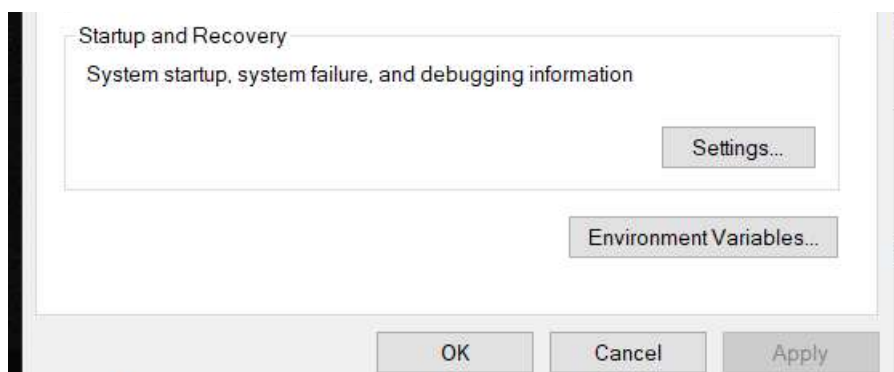 Startup and Recovery
System startup, system failure, and debugging information
Settings...
Environment Variables...
OK Cancel Apply